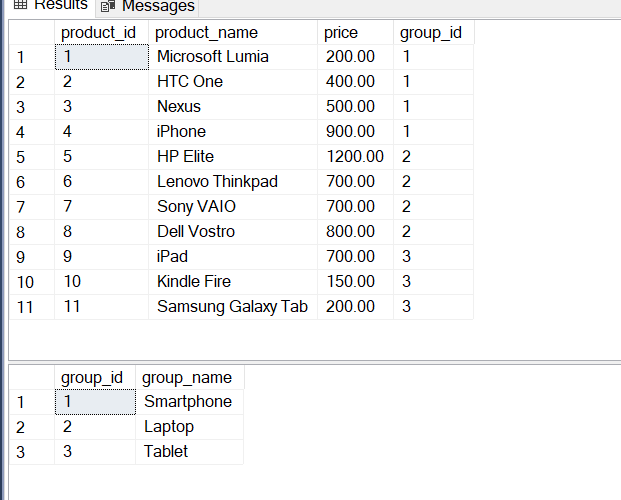 Results Messages
product_id product_name price group_id
1 1 Microsoft Lumia 200.00 1
2 2 HTC One 400.00 1
3 3 Nexus 500.00 1
4 4 iPhone 900.00 1
5 5 HP Elite 1200.00 2
6 6 Lenovo Thinkpad 700.00 2
7 7 Sony VAIO 700.00 2
8 8 Dell Vostro 800.00 2
9 9 iPad 700.00 3
10 10 Kindle Fire 150.00 3
11 11 Samsung Galaxy Tab 200.00 3
group_id group_name
1 1 Smartphone
2 2 Laptop
3 3 Tablet